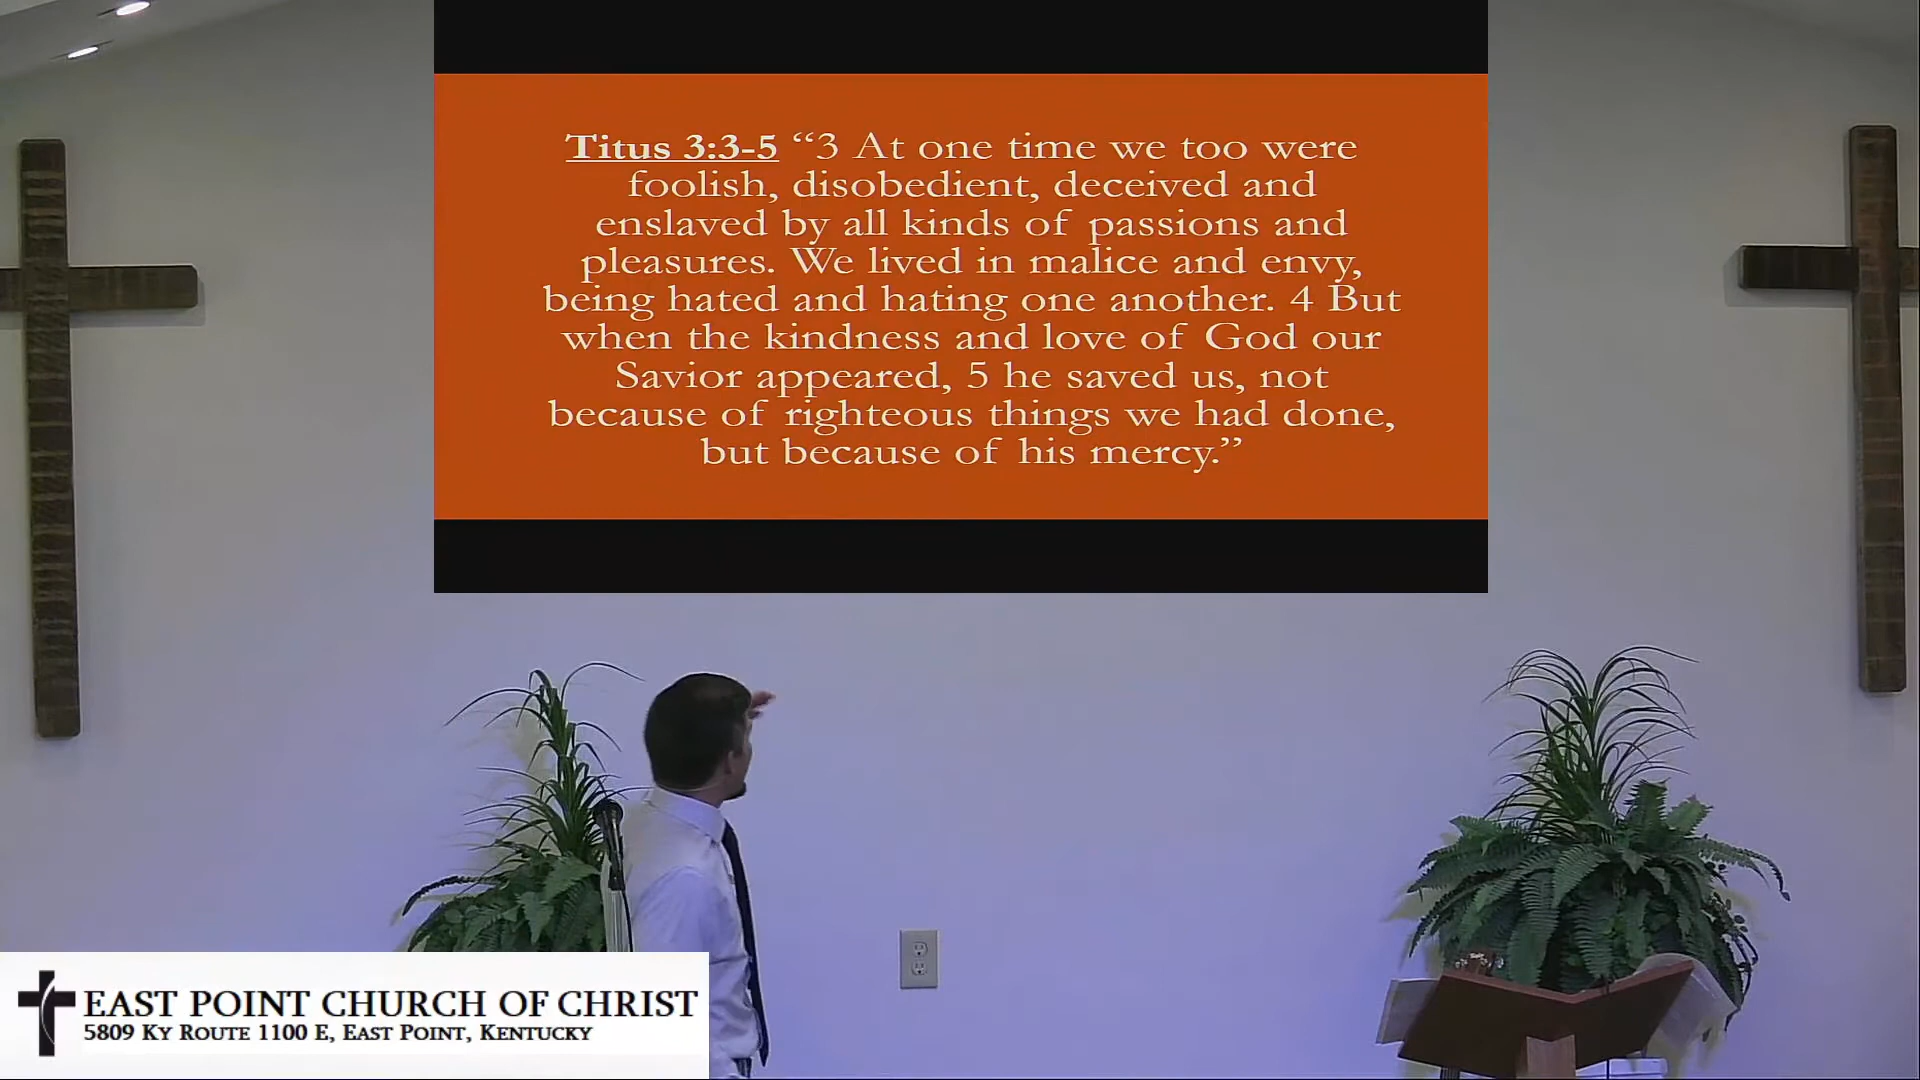 Titus 3:3-5 “3 At one time we too were
foolish, disobedient, deceived and
enslaved by all kinds of passions and
pleasures. We lived in malice and envy,
being hated and hating one another. 4 But
when the kindness and love of God our
Savior appeared, 5 he saved us, not
because of righteous things we had done,
but because of his mercy.”
EAST POINT CHURCH OF CHRIST
5809 KY ROUTE 1100 E, EAST POINT, KENTUCKY